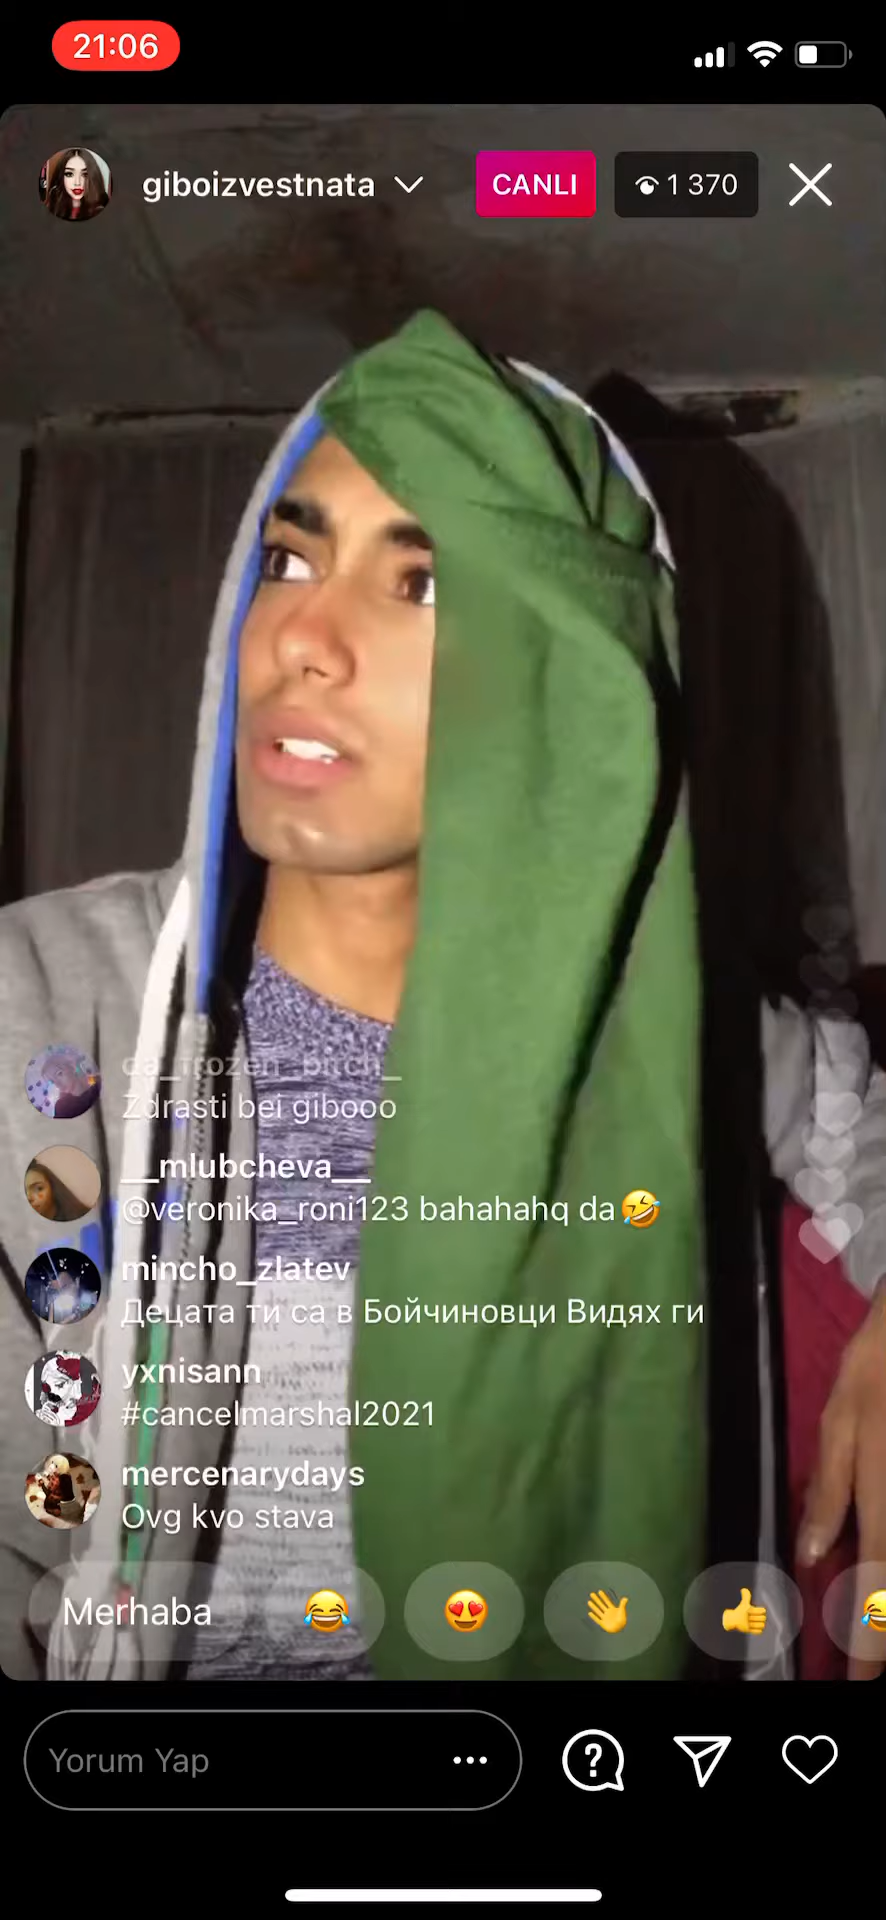 21:06
giboizvestnata
CANLI
1 370
da_frozen_bitch_
Zdrasti bei gibooo
__mlubcheva__
@veronika_roni123 bahahahq da🤣
mincho_zlatev
Децата ти са в Бойчиновци Видях ги
yxnisann
#cancelmarshal2021
mercenarydays
Ovg kvo stava
Merhaba
Yorum Yap